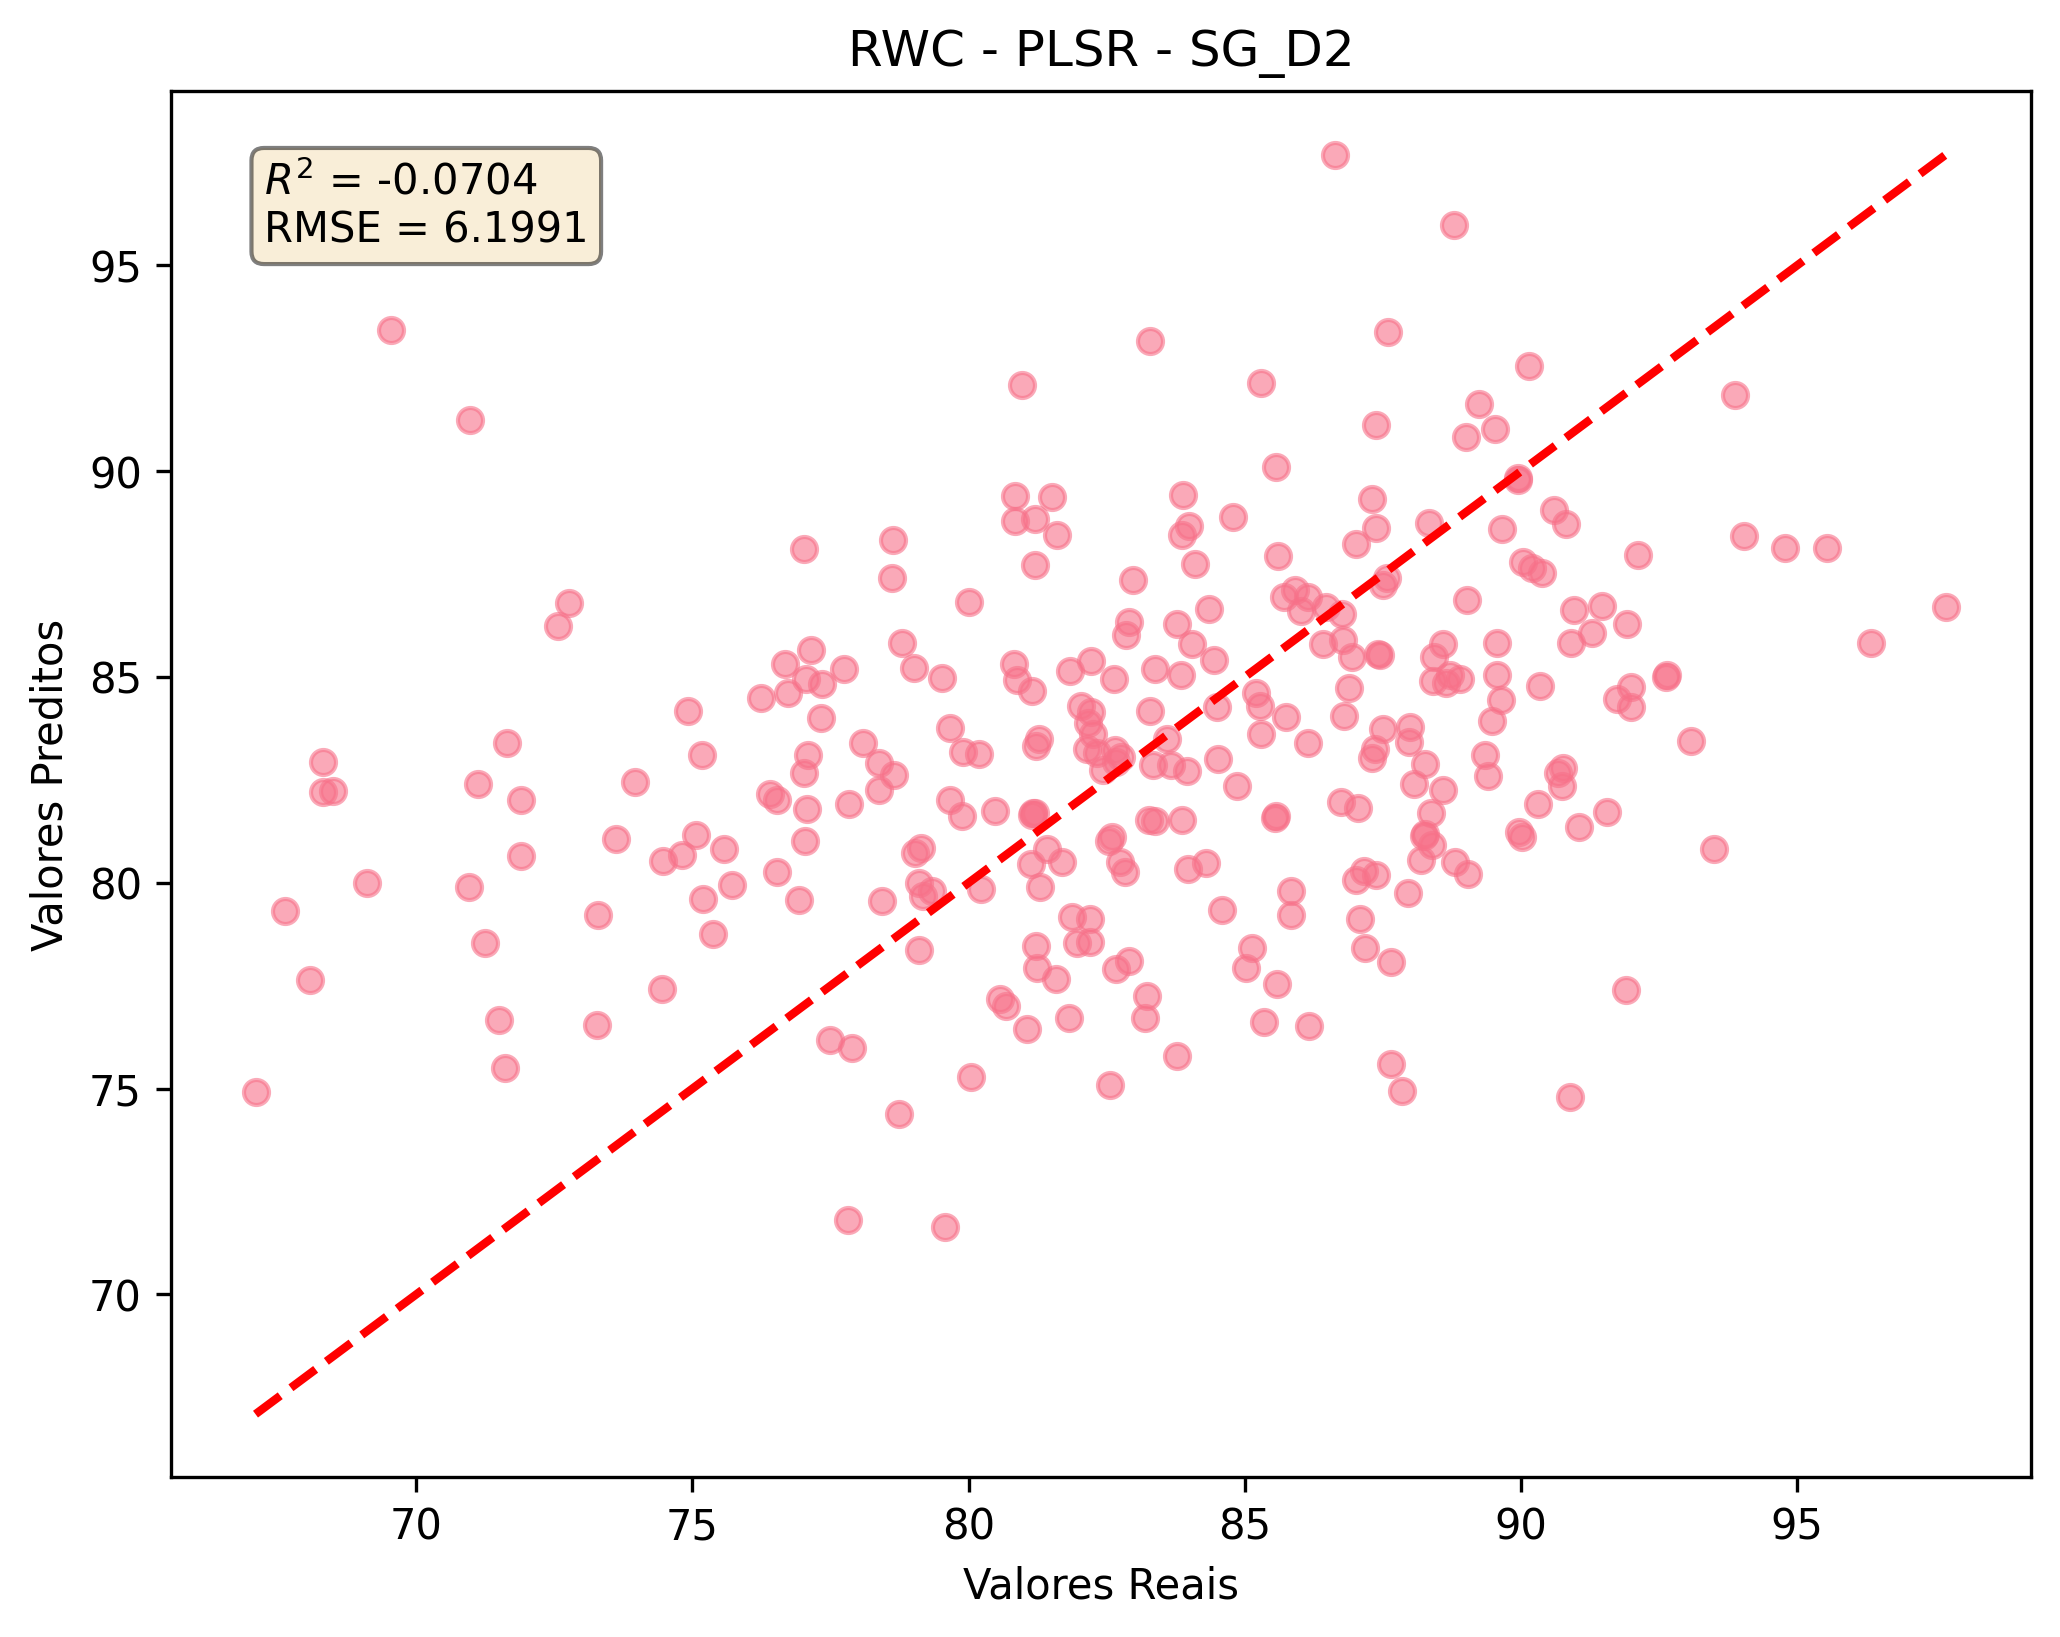 RWC - PLSR - SG_D2
R² = -0.0704
RMSE = 6.1991
95
90
85
80
75
70
Valores Preditos
70 75 80 85 90 95
Valores Reais